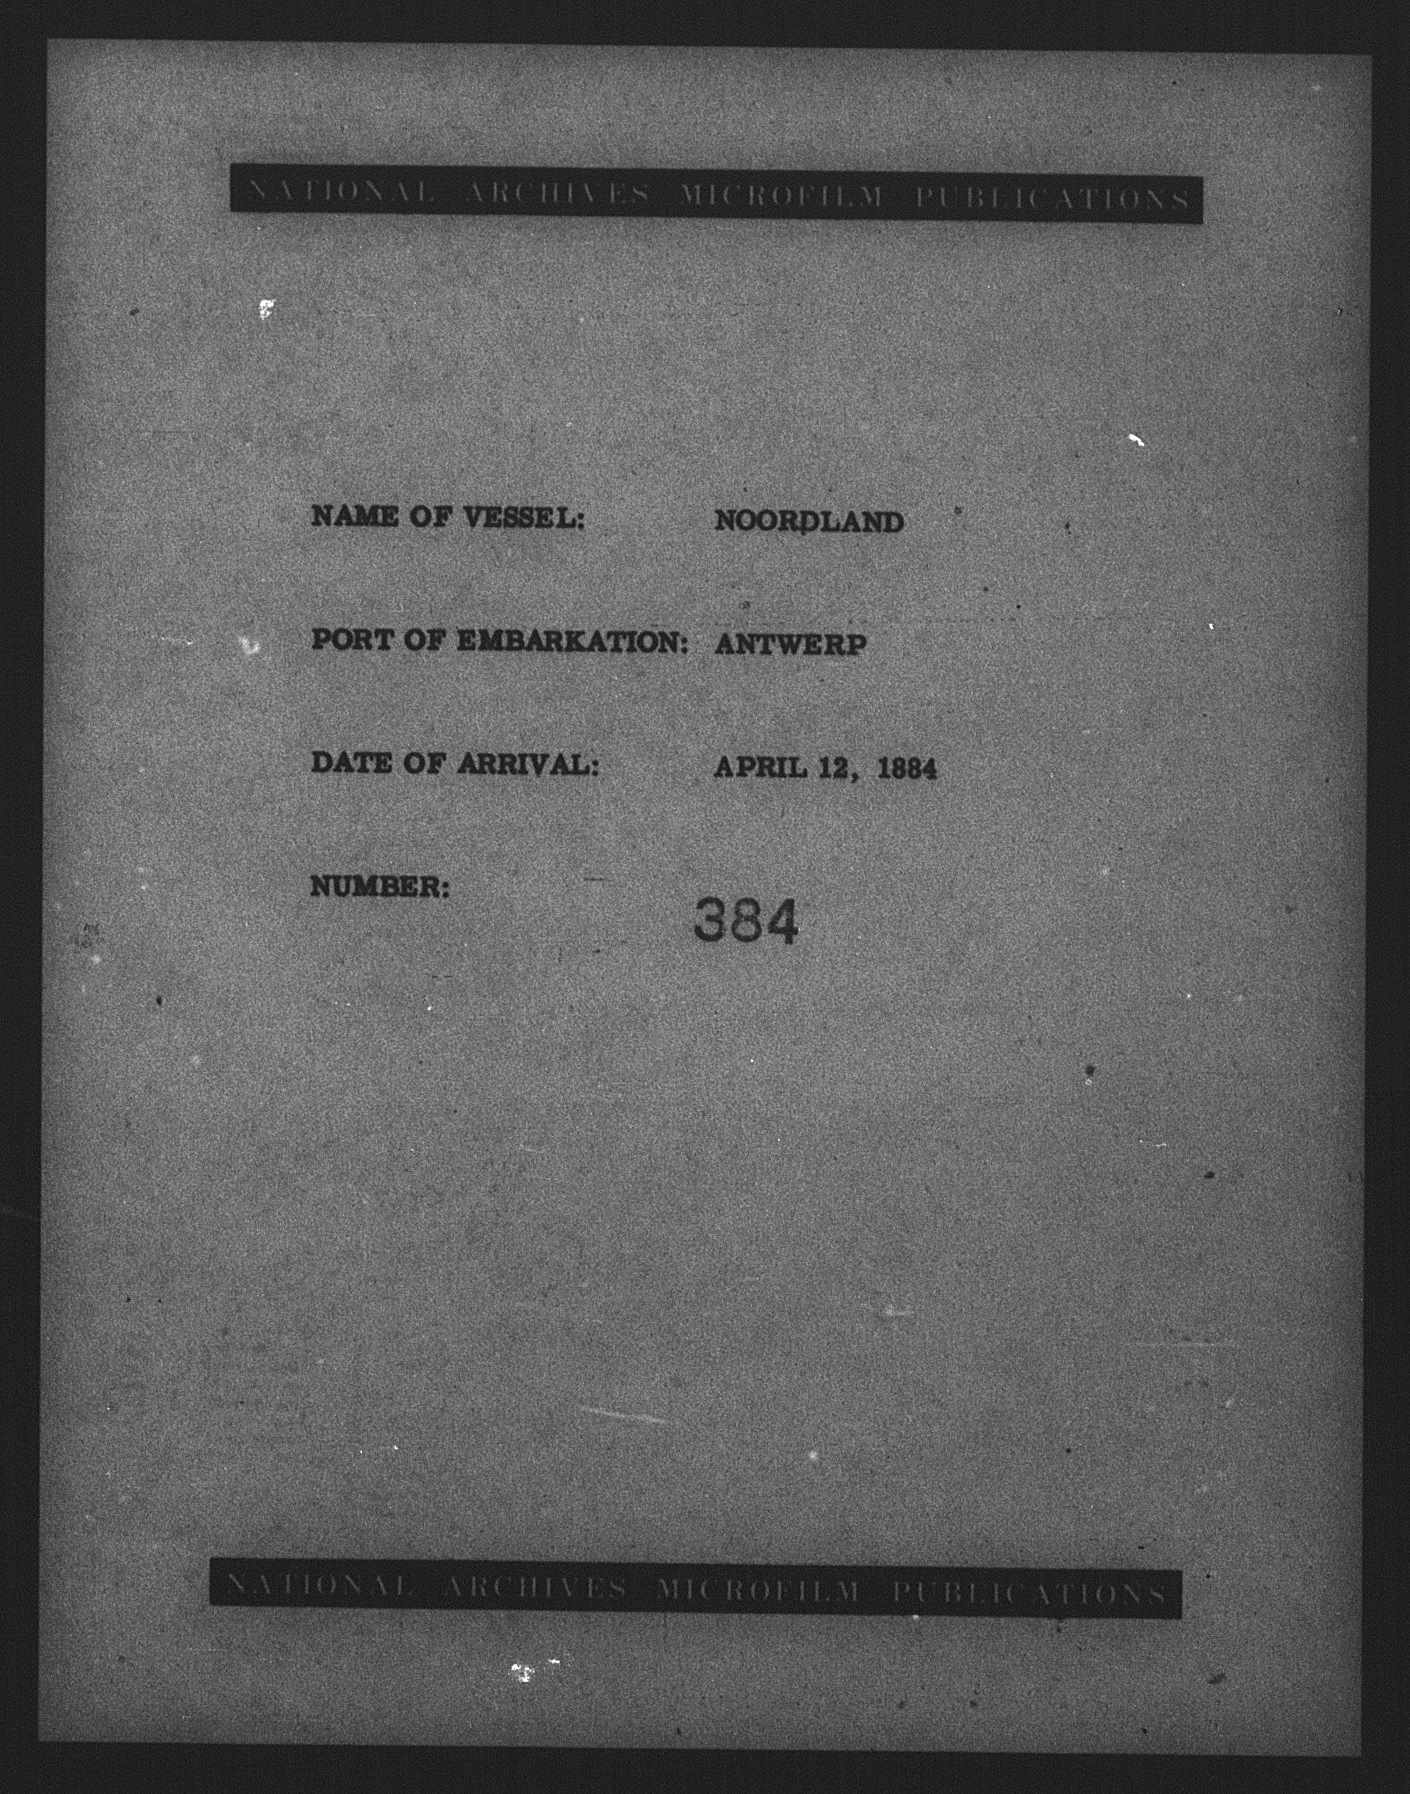 NATIONAL ARCHIVES MICROFILM PUBLICATIONS
NAME OF VESSEL: NOORDLAND
PORT OF EMBARKATION: ANTWERP
DATE OF ARRIVAL: APRIL 12, 1884
NUMBER: 384
NATIONAL ARCHIVES MICROFILM PUBLICATIONS